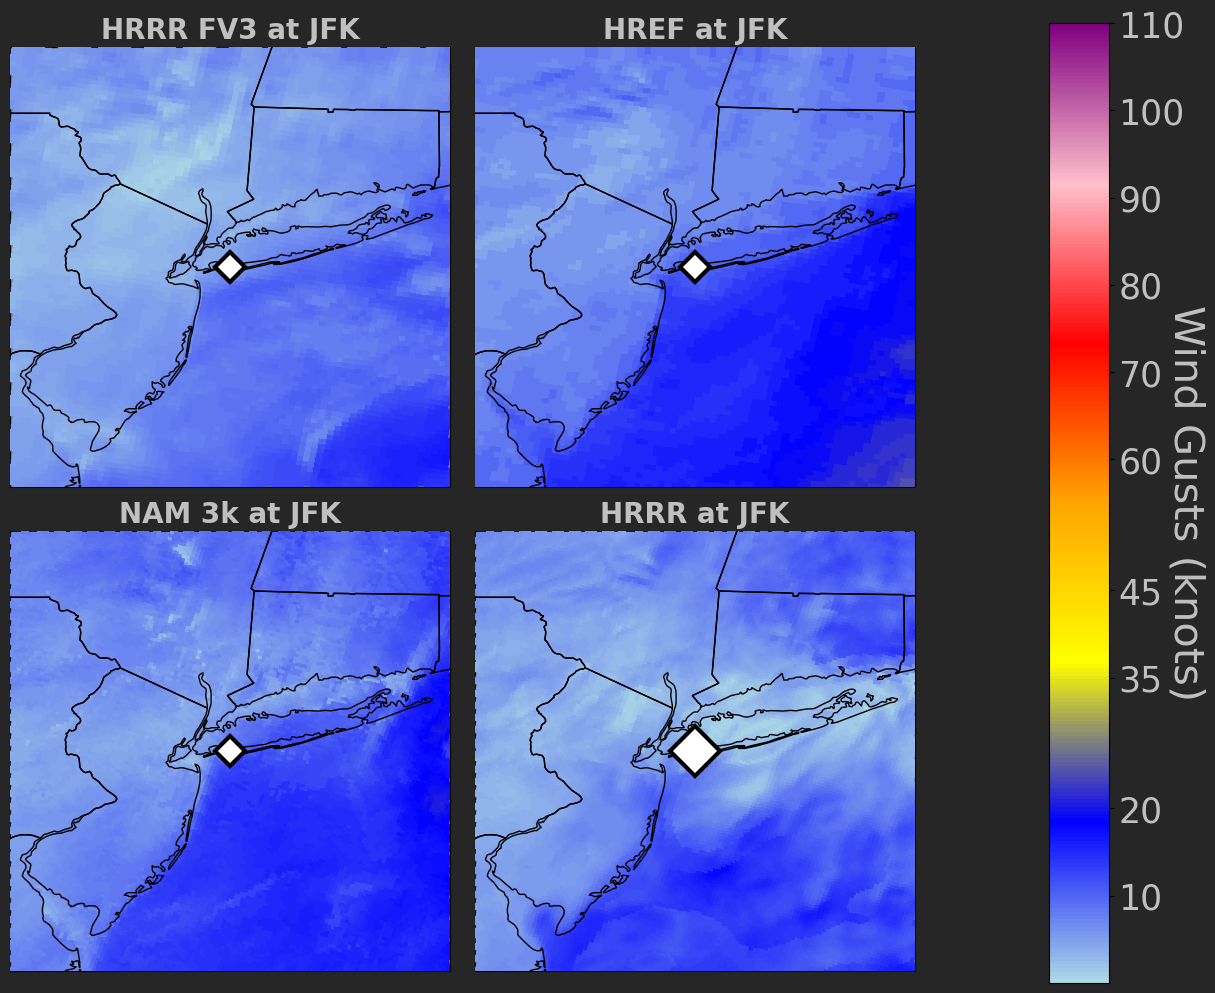 HRRR FV3 at JFK
HREF at JFK
NAM 3k at JFK
HRRR at JFK
110
100
90
80
70
60
45
35
20
10
Wind Gusts (knots)